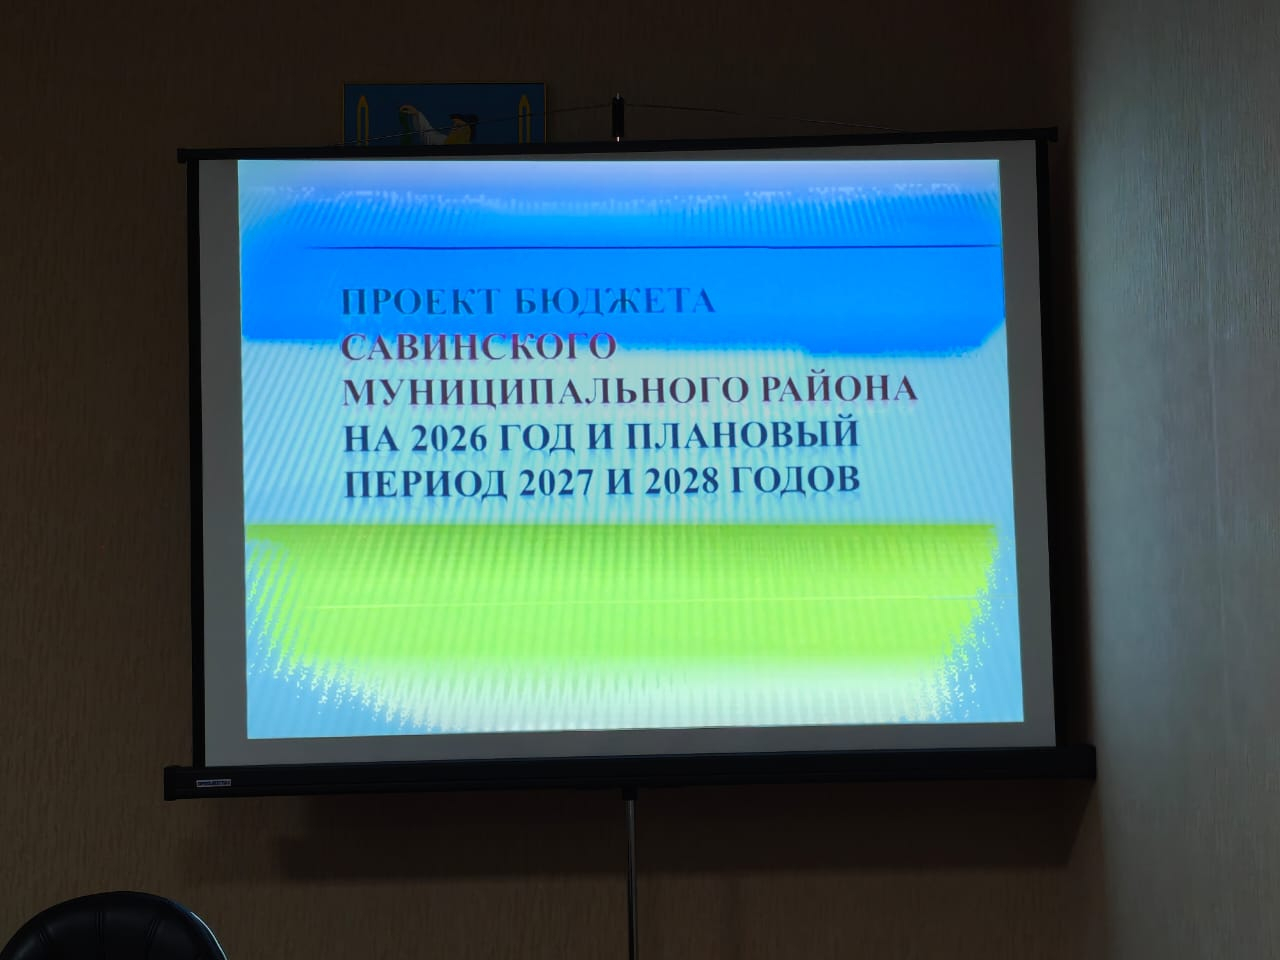 ПРОЕКТ БЮДЖЕТА
САВИНСКОГО
МУНИЦИПАЛЬНОГО РАЙОНА
НА 2026 ГОД И ПЛАНОВЫЙ
ПЕРИОД 2027 И 2028 ГОДОВ